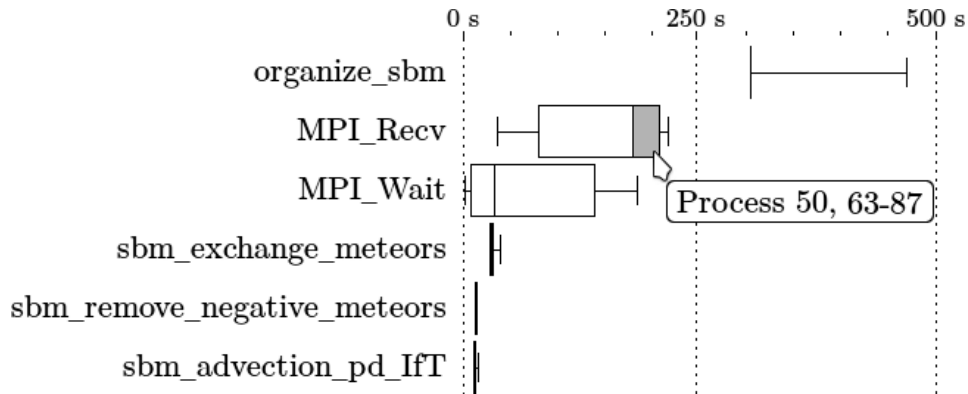 0 s 250 s 500 s
organize_sbm
MPI_Recv
MPI_Wait
Process 50, 63-87
sbm_exchange_meteors
sbm_remove_negative_meteors
sbm_advection_pd_IfT